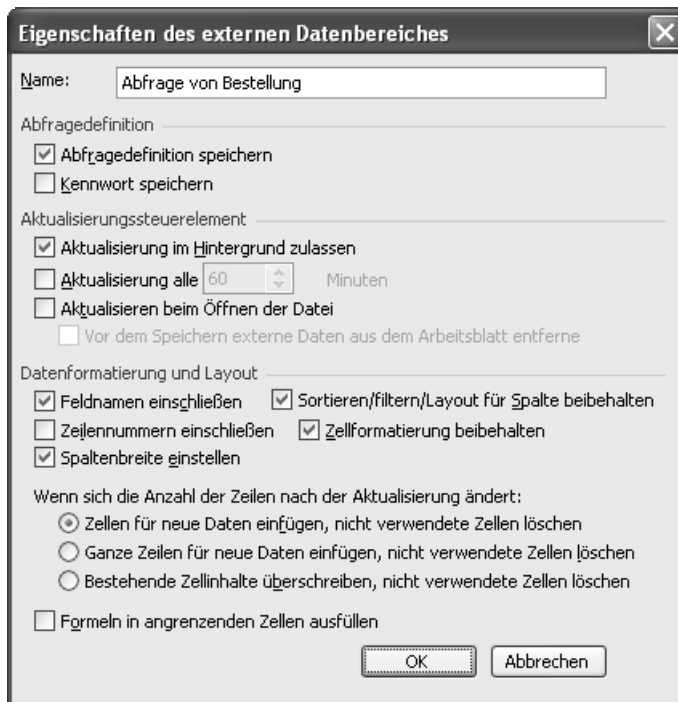 Eigenschaften des externen Datenbereiches
Name: Abfrage von Bestellung
Abfragedefinition
Abfragedefinition speichern
Kennwort speichern
Aktualisierungssteuerelement
Aktualisierung im Hintergrund zulassen
Aktualisierung alle 60 Minuten
Aktualisieren beim Öffnen der Datei
Vor dem Speichern externe Daten aus dem Arbeitsblatt entferne
Datenformatierung und Layout
Feldnamen einschließen Sortieren/filtern/Layout für Spalte beibehalten
Zeilennummern einschließen Zellformatierung beibehalten
Spaltenbreite einstellen
Wenn sich die Anzahl der Zeilen nach der Aktualisierung ändert:
Zellen für neue Daten einfügen, nicht verwendete Zellen löschen
Ganze Zeilen für neue Daten einfügen, nicht verwendete Zellen löschen
Bestehende Zellinhalte überschreiben, nicht verwendete Zellen löschen
Formeln in angrenzenden Zellen ausfüllen
OK Abbrechen